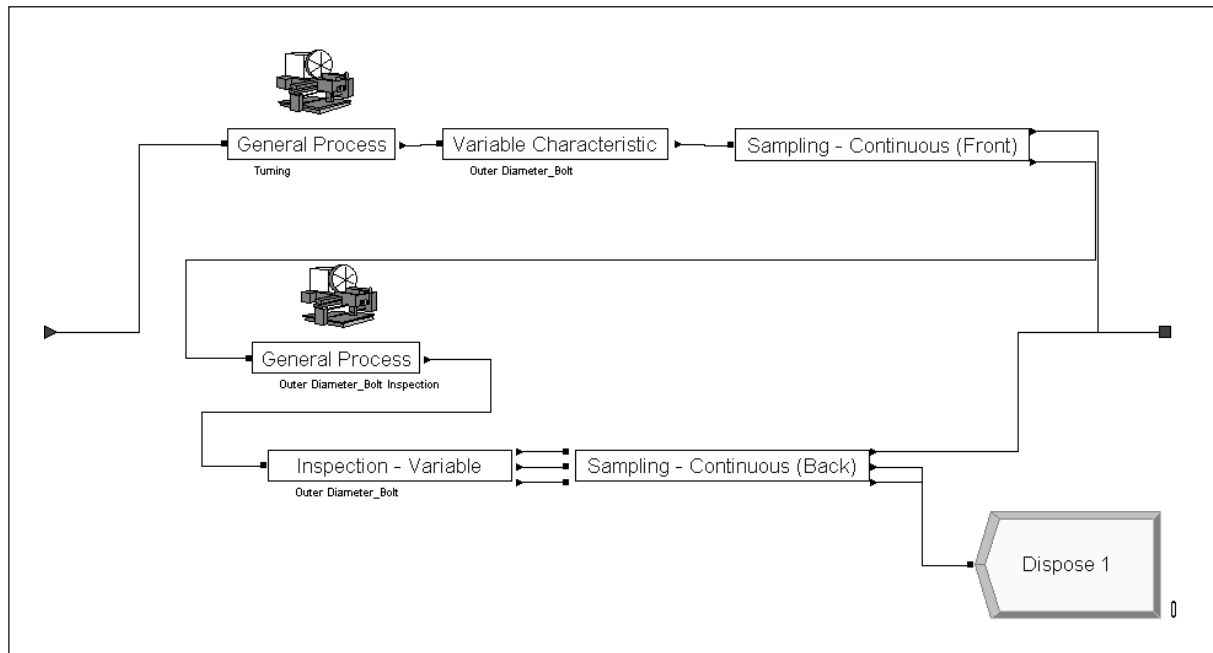 General Process
Variable Characteristic
Sampling - Continuous (Front)
Turning
Outer Diameter_Bolt
General Process
Outer Diameter_Bolt Inspection
Inspection - Variable
Sampling - Continuous (Back)
Outer Diameter_Bolt
Dispose 1
0